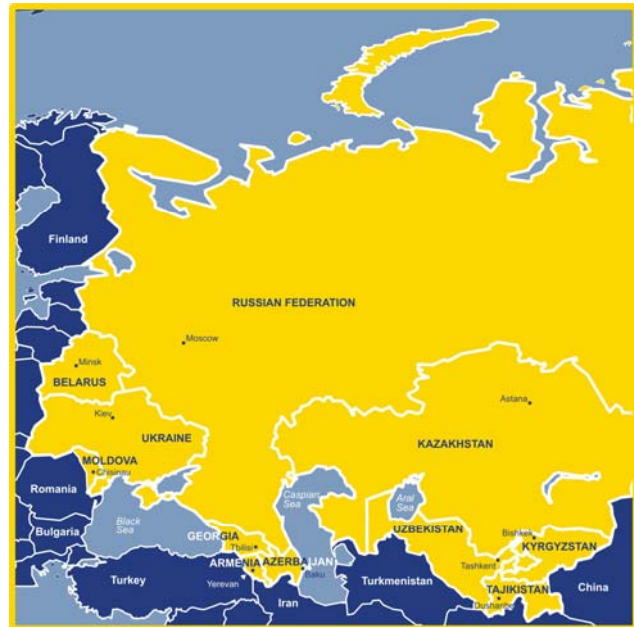 Finland
RUSSIAN FEDERATION
Moscow
Minsk
BELARUS
Astana
Kiev
UKRAINE
KAZAKHSTAN
MOLDOVA
Chisinau
Romania
Caspian
Sea
Aral
Sea
Black
Sea
Bulgaria
GEORGIA
UZBEKISTAN
Bishkek
Tbilisi
KYRGYZSTAN
ARMENIA
AZERBAIJAN
Tashkent
Baku
Turkey
Yerevan
Turkmenistan
TAJIKISTAN
China
Iran
Dushanbe